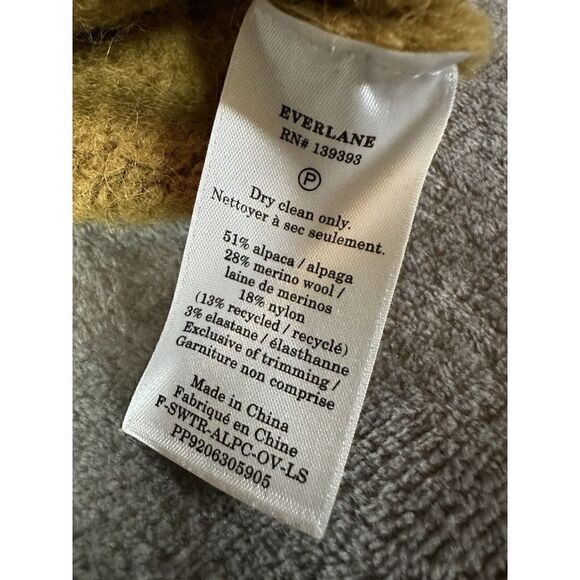 EVERLANE
RN# 139393
P
Dry clean only.
Nettoyer à sec seulement.
51% alpaca / alpaga
28% merino wool /
laine de merinos
18% nylon
(13% recycled / recyclé)
3% elastane / élasthanne
Exclusive of trimming /
Garniture non comprise
Made in China
Fabriqué en Chine
F-SWTR-ALPC-OV-LS
PP9206305905